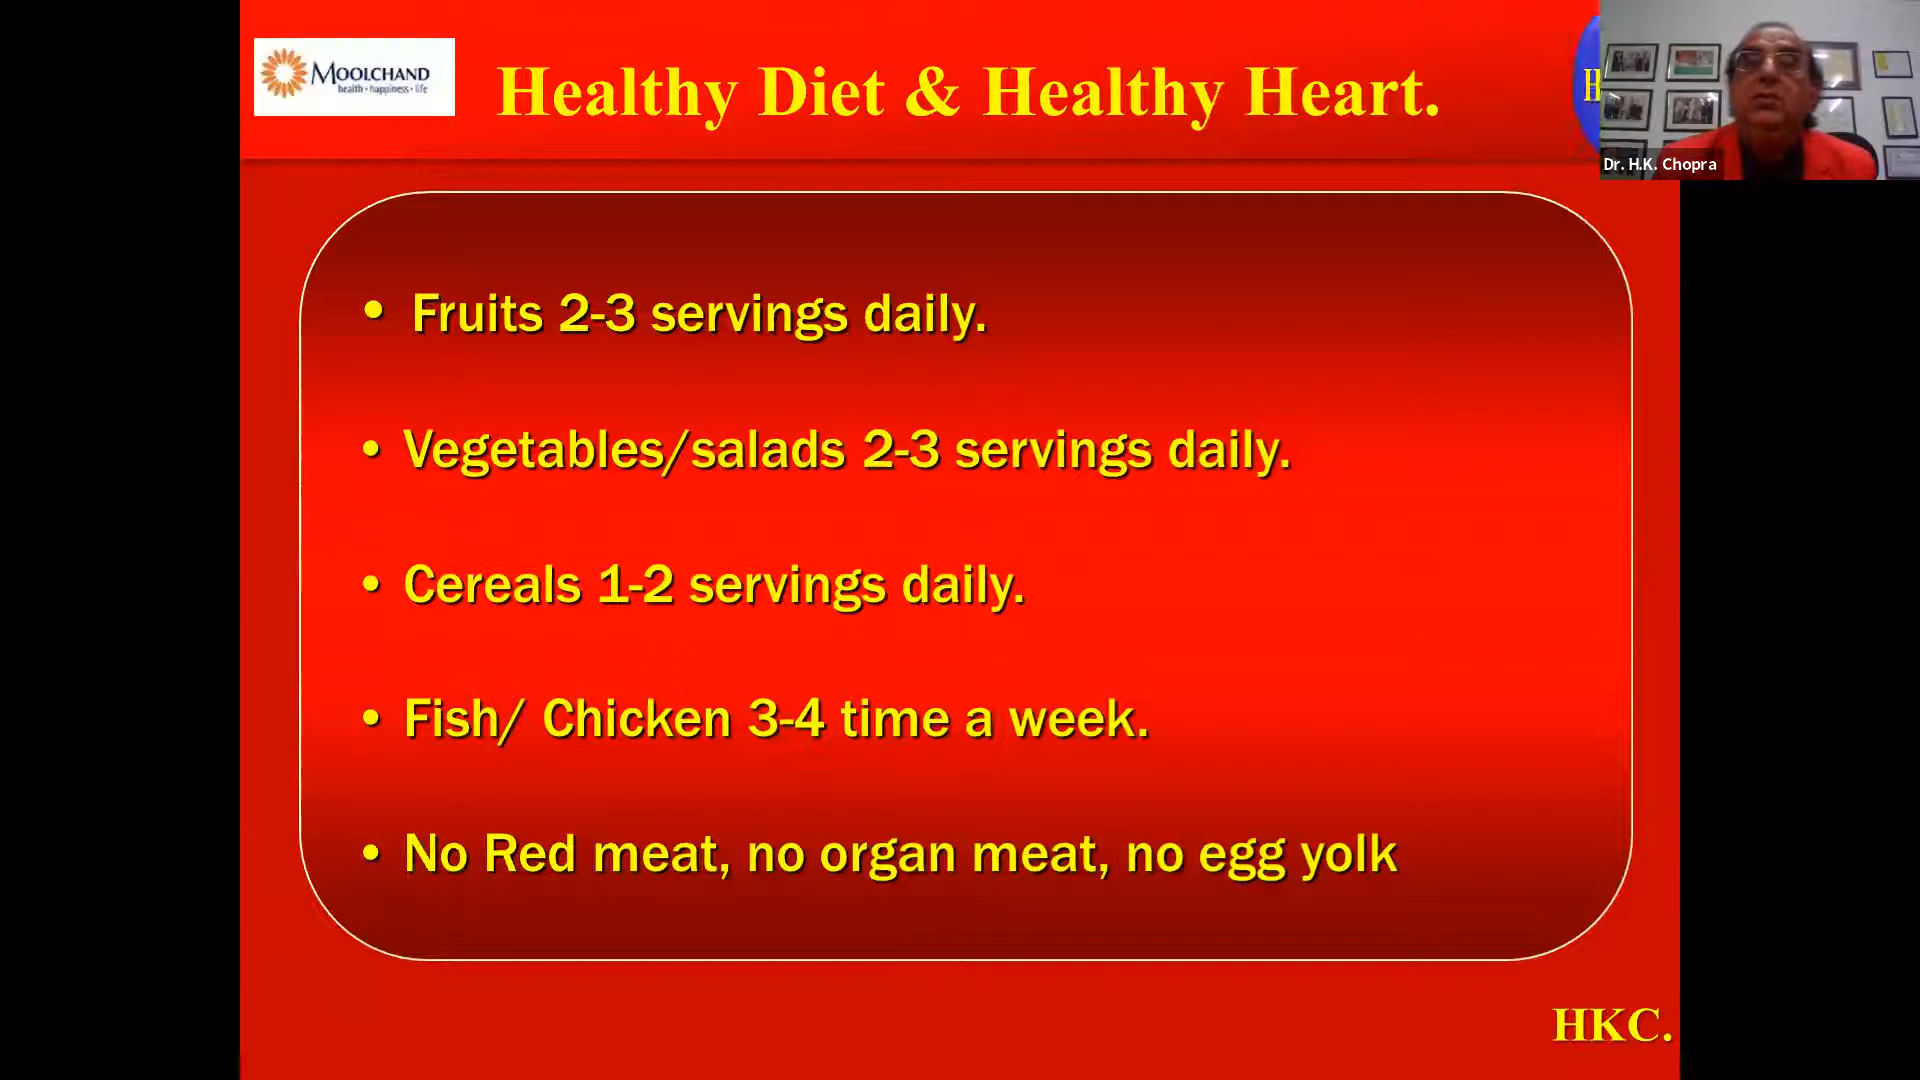 MOOLCHAND
health • happiness • life
Healthy Diet & Healthy Heart.
H
Dr. H.K. Chopra
• Fruits 2-3 servings daily.
• Vegetables/salads 2-3 servings daily.
• Cereals 1-2 servings daily.
• Fish/ Chicken 3-4 time a week.
• No Red meat, no organ meat, no egg yolk
HKC.